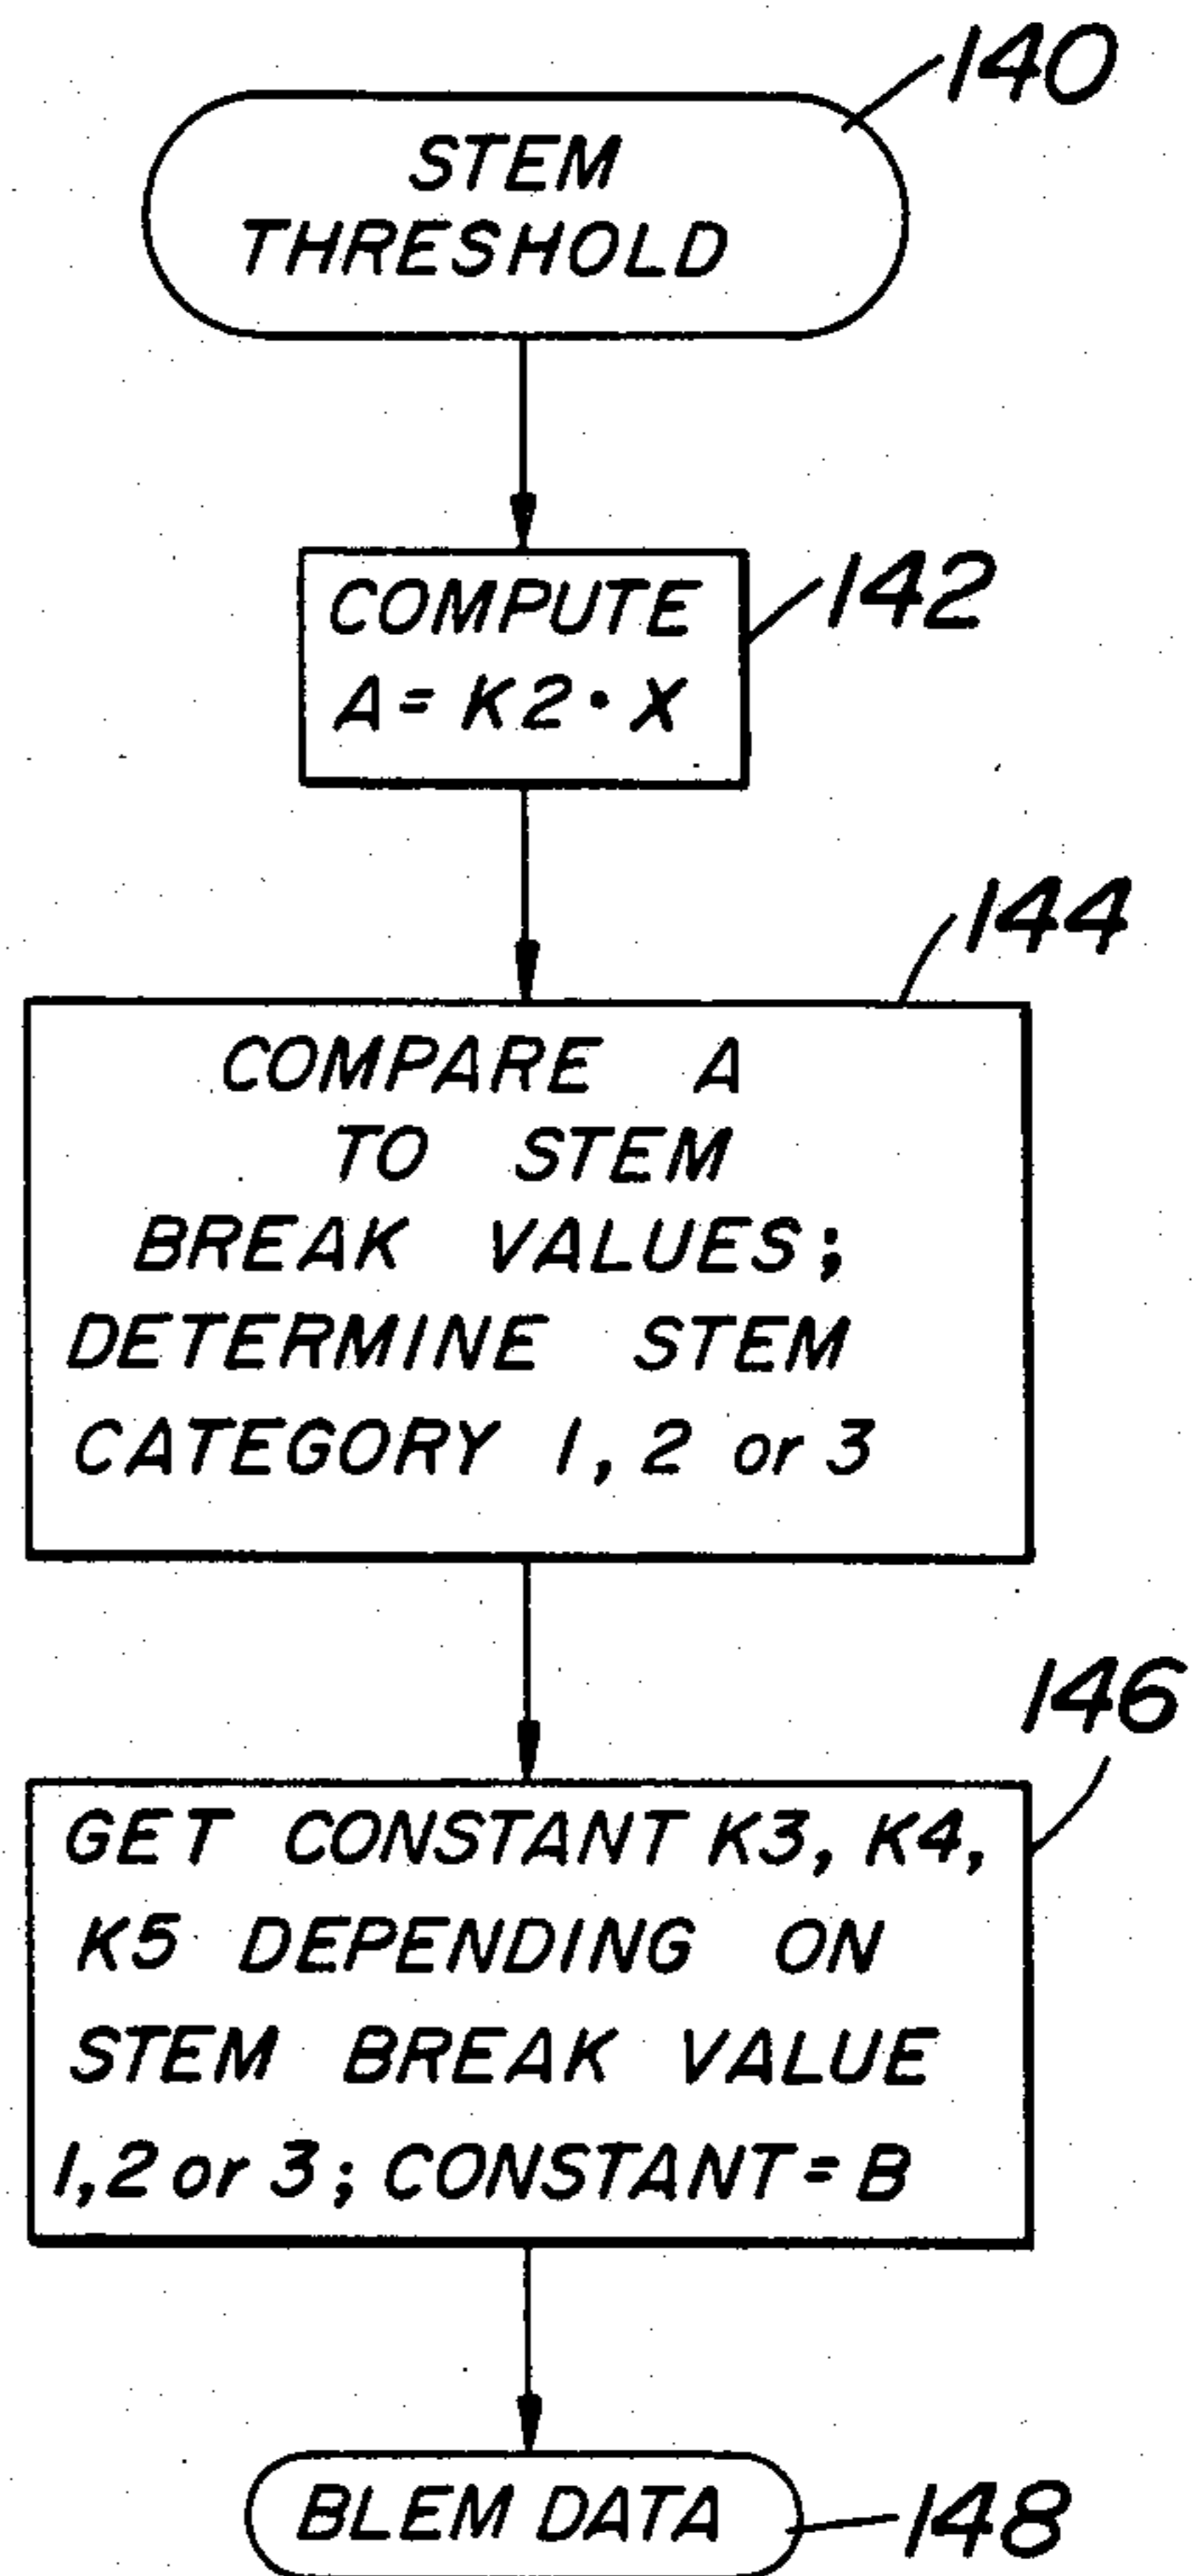 140
STEM
THRESHOLD
142
COMPUTE
A = K2 • X
144
COMPARE A
TO STEM
BREAK VALUES;
DETERMINE STEM
CATEGORY 1, 2 or 3
146
GET CONSTANT K3, K4,
K5 DEPENDING ON
STEM BREAK VALUE
1, 2 or 3; CONSTANT = B
BLEM DATA
148